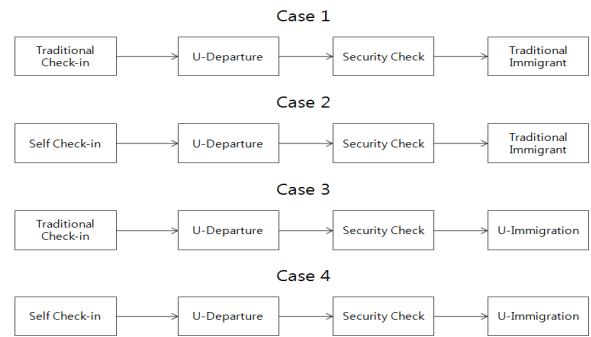 Case 1
Traditional
Check-in
U-Departure
Security Check
Traditional
Immigrant
Case 2
Self Check-in
U-Departure
Security Check
Traditional
Immigrant
Case 3
Traditional
Check-in
U-Departure
Security Check
U-Immigration
Case 4
Self Check-in
U-Departure
Security Check
U-Immigration